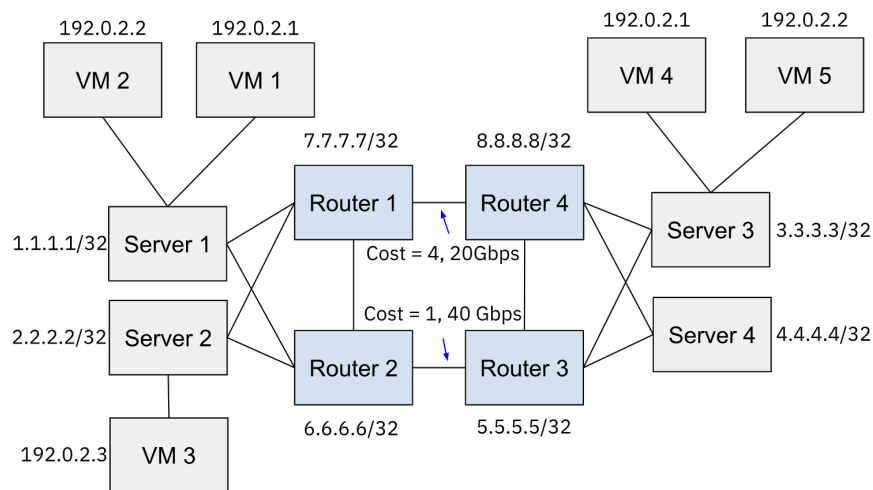 192.0.2.2
192.0.2.1
192.0.2.1
192.0.2.2
VM 2
VM 1
VM 4
VM 5
7.7.7.7/32
8.8.8.8/32
Router 1
Router 4
1.1.1.1/32
Server 1
Server 3
3.3.3.3/32
Cost = 4, 20Gbps
Cost = 1, 40 Gbps
2.2.2.2/32
Server 2
Server 4
4.4.4.4/32
Router 2
Router 3
6.6.6.6/32
5.5.5.5/32
192.0.2.3
VM 3